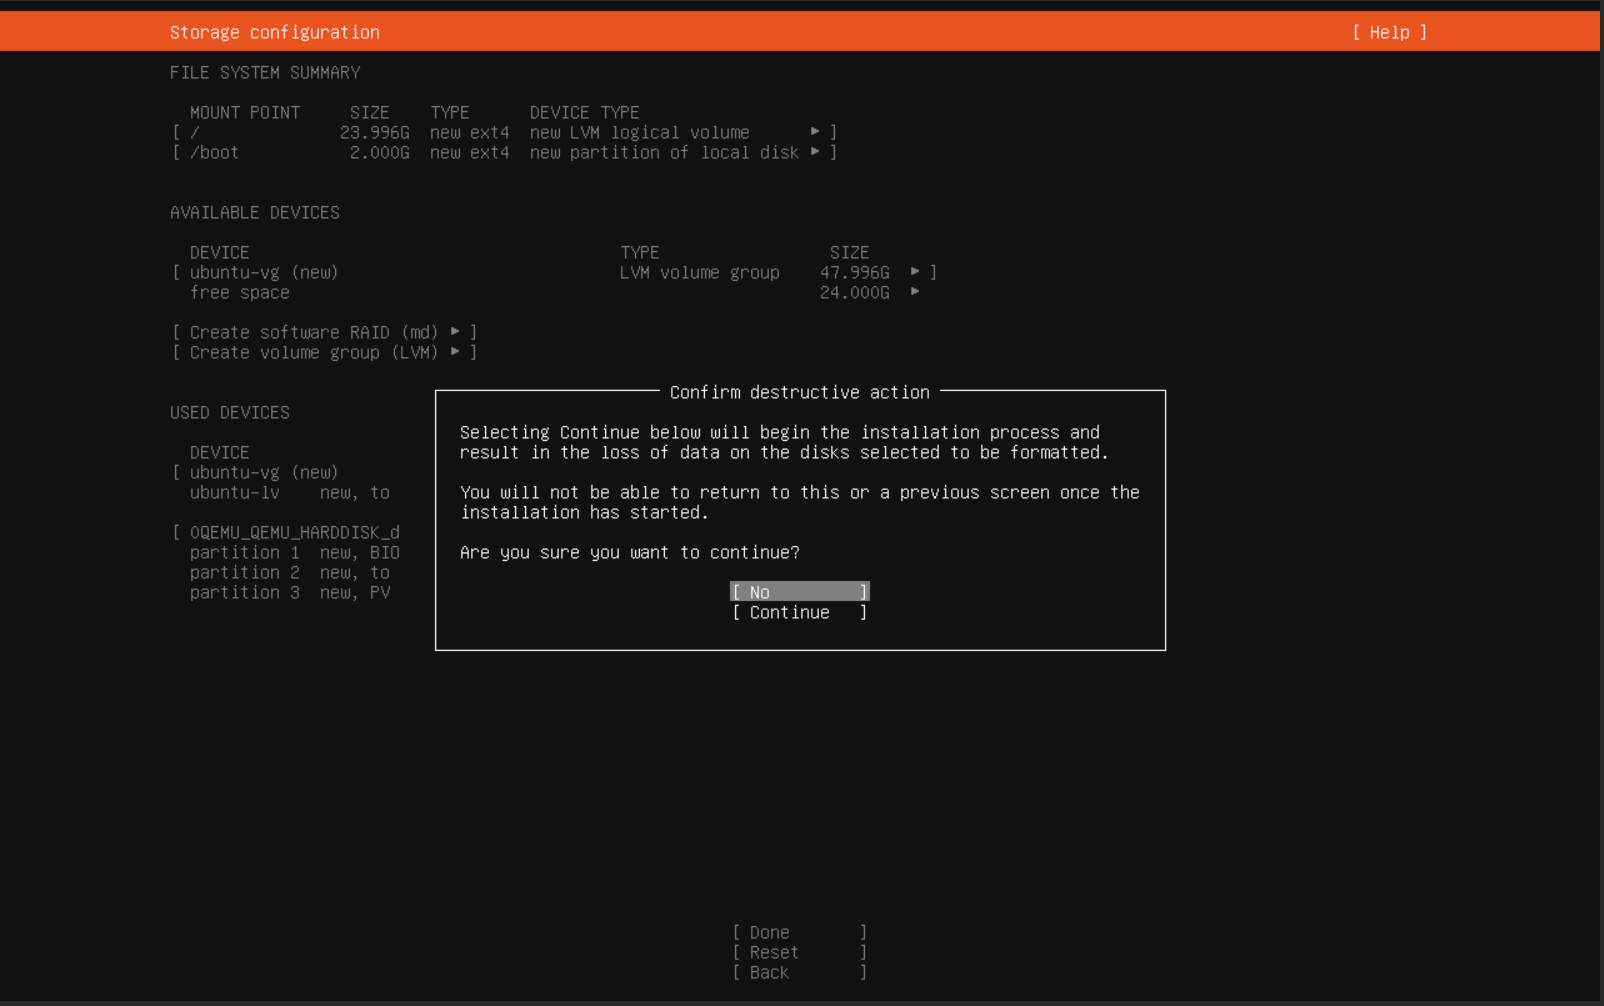 Storage configuration [ Help ]
FILE SYSTEM SUMMARY
MOUNT POINT SIZE TYPE DEVICE TYPE
[ / 23.996G new ext4 new LVM logical volume ▸ ]
[ /boot 2.000G new ext4 new partition of local disk ▸ ]
AVAILABLE DEVICES
DEVICE TYPE SIZE
[ ubuntu-vg (new) LVM volume group 47.996G ▸ ]
free space 24.000G ▸
[ Create software RAID (md) ▸ ]
[ Create volume group (LVM) ▸ ]
USED DEVICES
DEVICE
[ ubuntu-vg (new)
ubuntu-lv new, to
[ 0QEMU_QEMU_HARDDISK_d
partition 1 new, BIO
partition 2 new, to
partition 3 new, PV
Confirm destructive action
Selecting Continue below will begin the installation process and
result in the loss of data on the disks selected to be formatted.
You will not be able to return to this or a previous screen once the
installation has started.
Are you sure you want to continue?
[ No ]
[ Continue ]
[ Done ]
[ Reset ]
[ Back ]